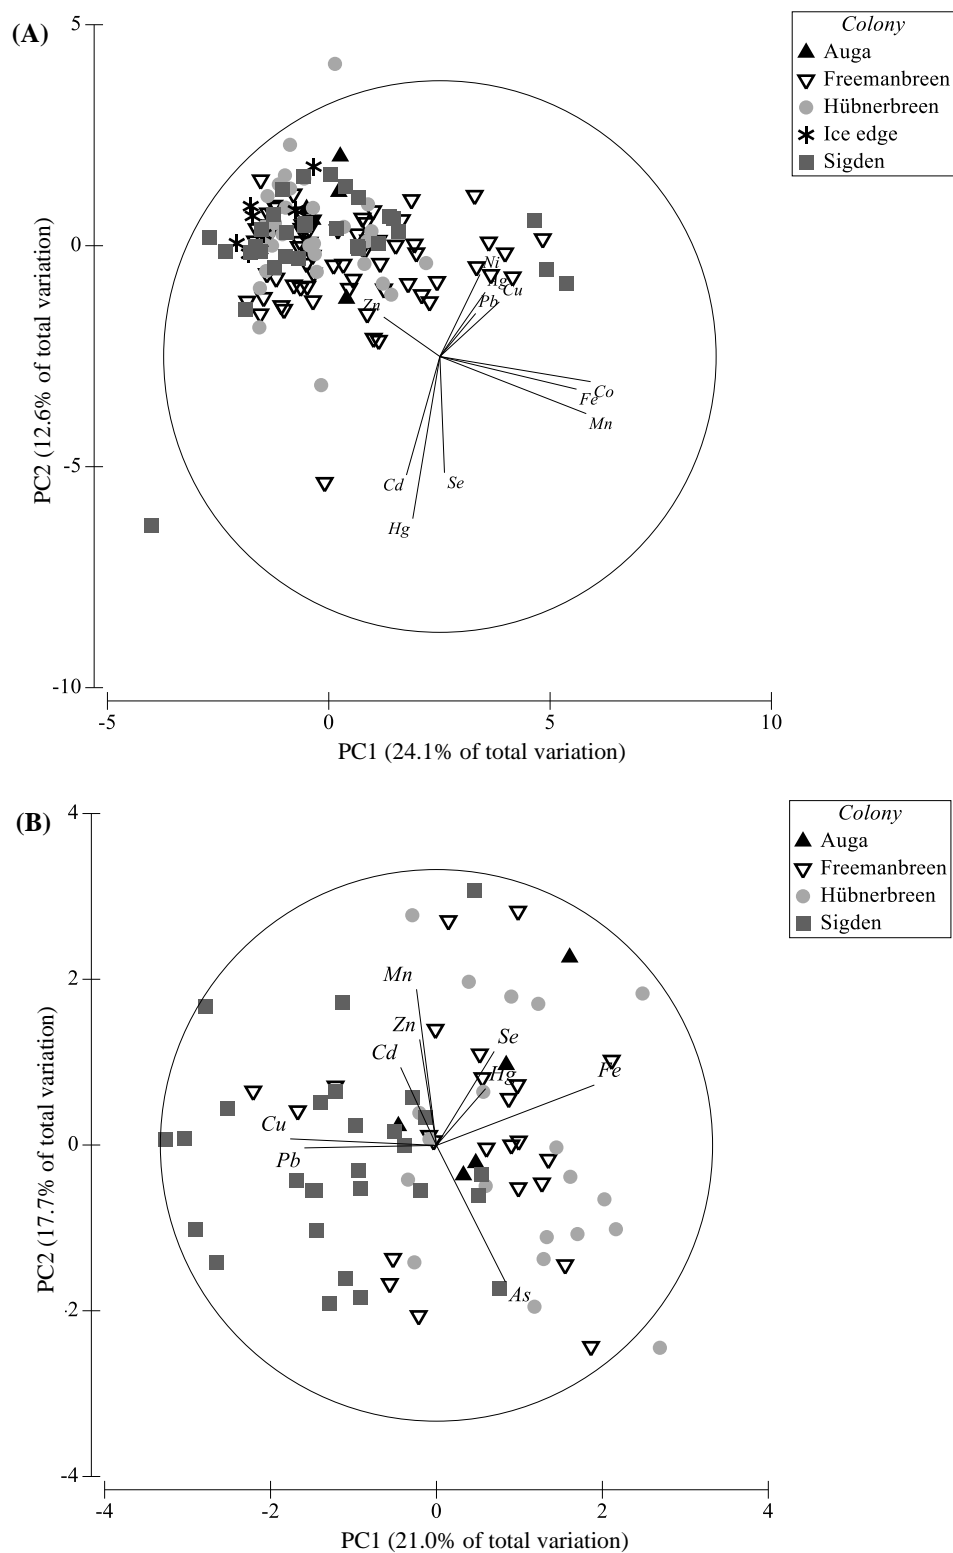 (A)
5
0
-5
-10
PC2 (12.6% of total variation)
Colony
Auga
Freemanbreen
Hübnerbreen
Ice edge
Sigden
Ni
Cu
Pb
Zn
Co
Fe
Mn
Cd
Se
Hg
-5
0
5
10
PC1 (24.1% of total variation)
(B)
4
2
0
-2
-4
PC2 (17.7% of total variation)
Colony
Auga
Freemanbreen
Hübnerbreen
Sigden
Mn
Zn
Cd
Se
Hg
Fe
Cu
Pb
As
-4
-2
0
2
4
PC1 (21.0% of total variation)